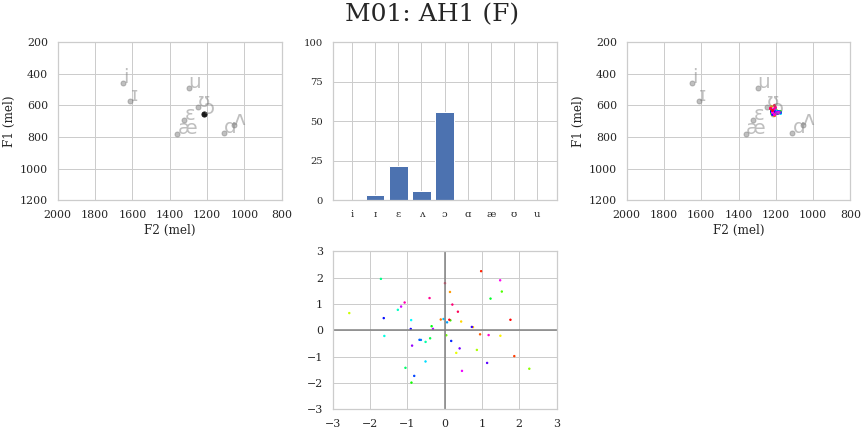 M01: AH1 (F)
200
400
600
800
1000
1200
2000 1800 1600 1400 1200 1000 800
F1 (mel)
F2 (mel)
i
u
ɪ
ʊ
ɛ
æ
ɑ
ʌ
100
75
50
25
0
i ɪ ɛ ʌ ɔ ɑ æ ʊ u
200
400
600
800
1000
1200
2000 1800 1600 1400 1200 1000 800
F1 (mel)
F2 (mel)
i
u
ɪ
ʊ
ɛ
æ
ɑ
ʌ
3
2
1
0
−1
−2
−3
−3 −2 −1 0 1 2 3